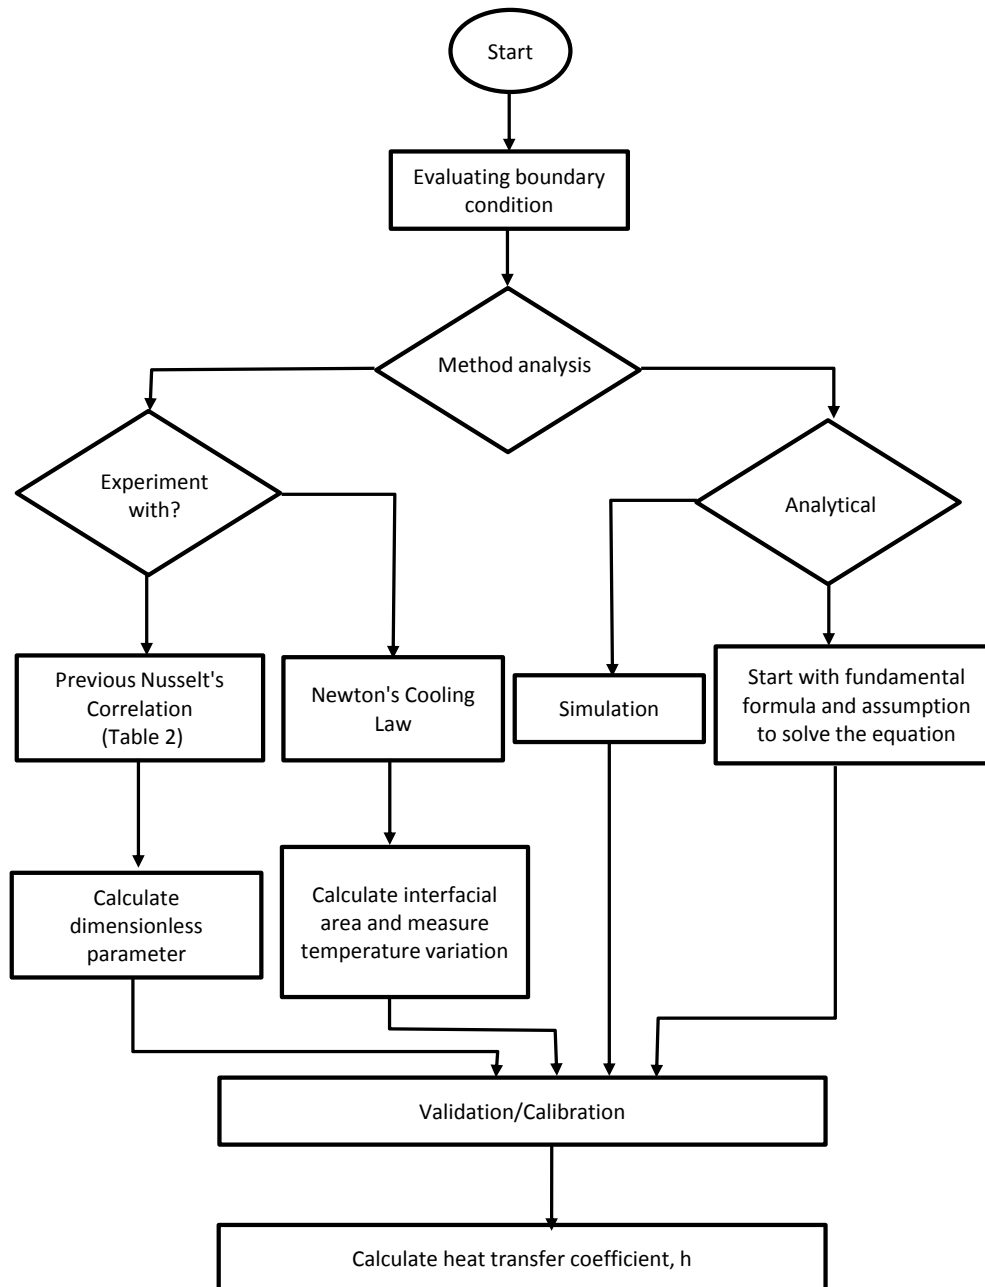 Start
Evaluating boundary
condition
Method analysis
Experiment
with?
Analytical
Previous Nusselt's
Correlation
(Table 2)
Newton's Cooling
Law
Simulation
Start with fundamental
formula and assumption
to solve the equation
Calculate
dimensionless
parameter
Calculate interfacial
area and measure
temperature variation
Validation/Calibration
Calculate heat transfer coefficient, h